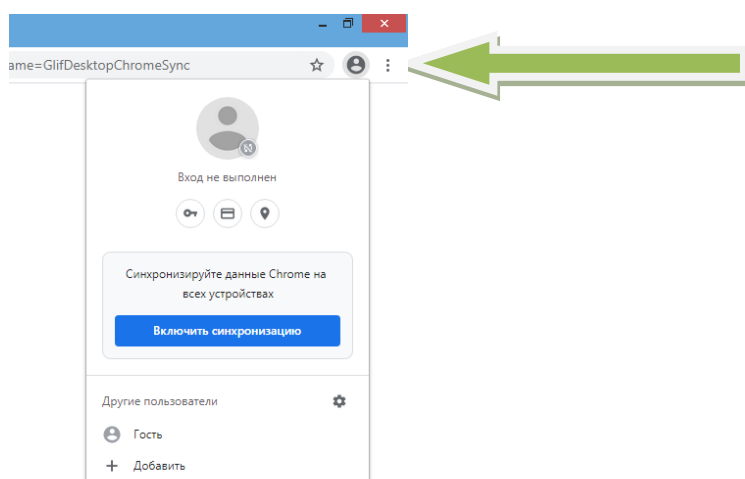 ame=GlifDesktopChromeSync
Вход не выполнен
Синхронизируйте данные Chrome на
всех устройствах
Включить синхронизацию
Другие пользователи
Гость
Добавить